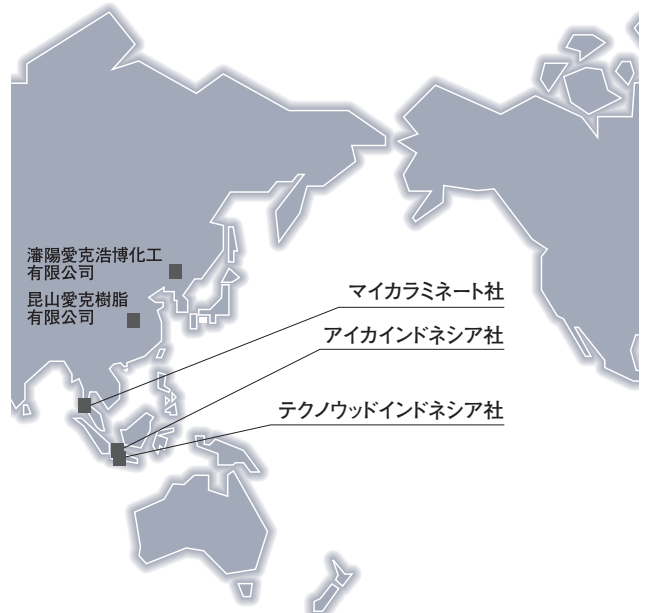 瀋陽愛克浩博化工
有限公司
昆山愛克樹脂
有限公司
マイカラミネート社
アイカインドネシア社
テクノウッドインドネシア社